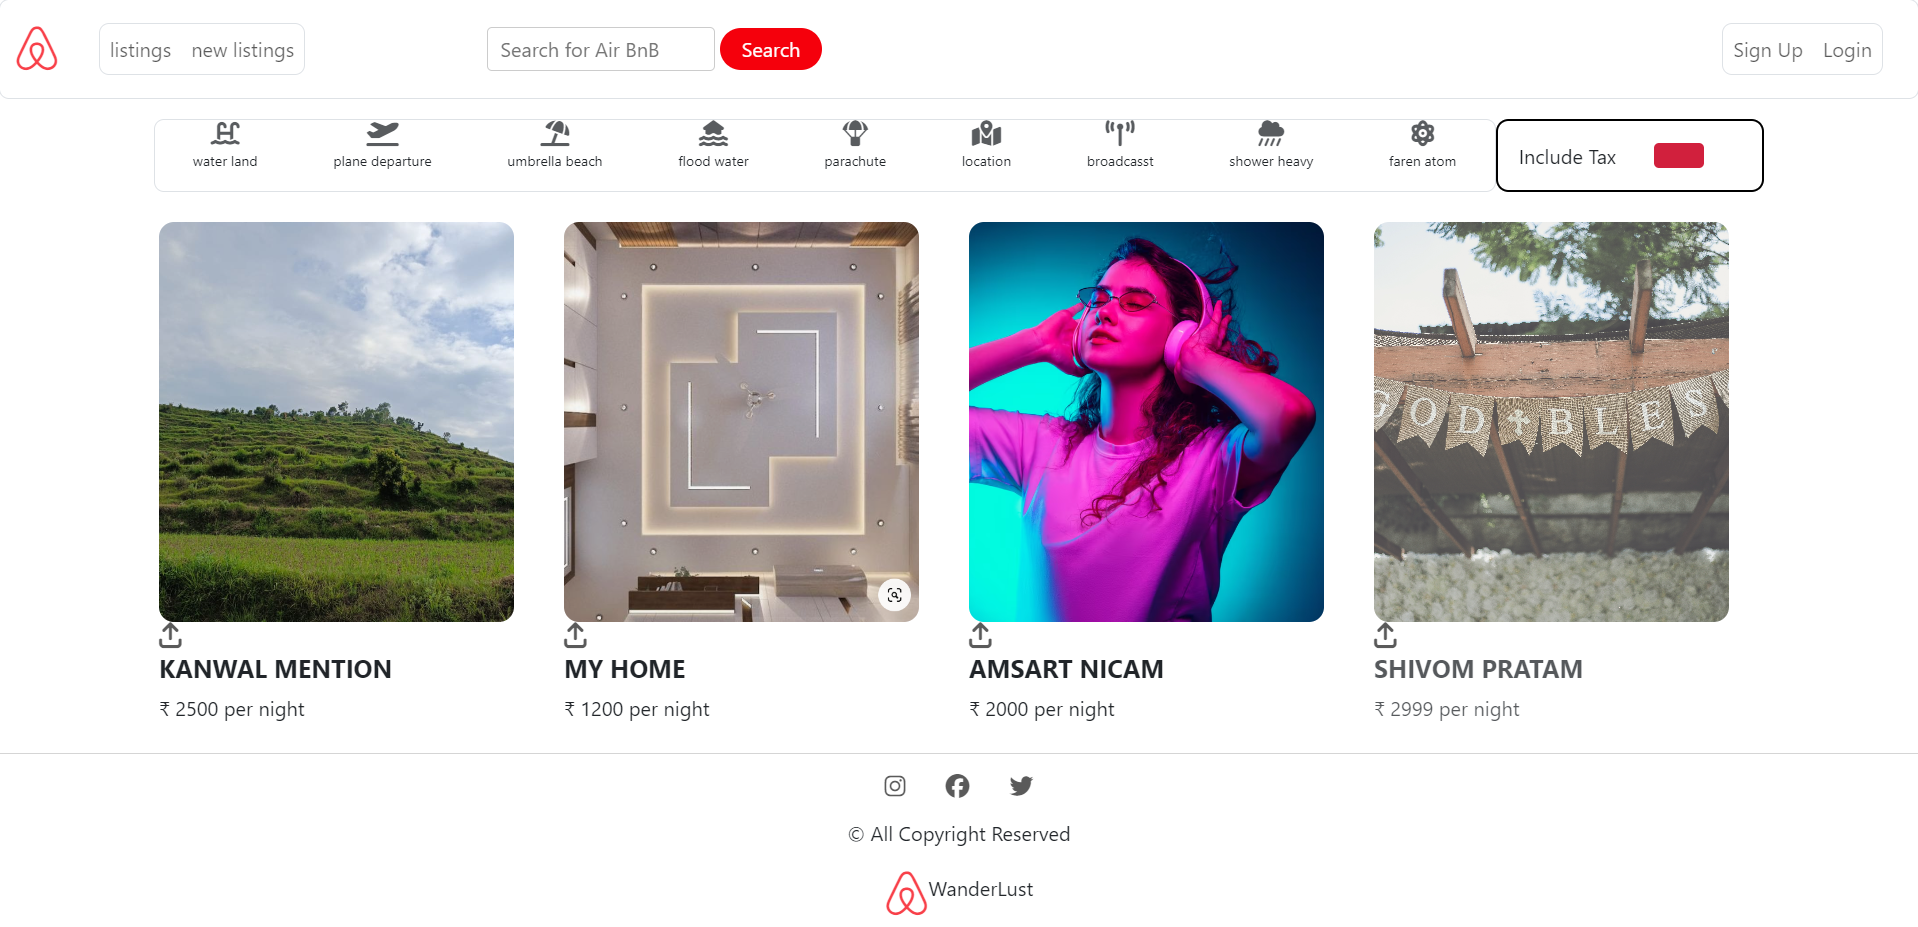 listings new listings
Search for Air BnB
Search
Sign Up Login
water land
plane departure
umbrella beach
flood water
parachute
location
broadcasst
shower heavy
faren atom
Include Tax
GOD BLES
KANWAL MENTION
₹ 2500 per night
MY HOME
₹ 1200 per night
AMSART NICAM
₹ 2000 per night
SHIVOM PRATAM
₹ 2999 per night
© All Copyright Reserved
WanderLust